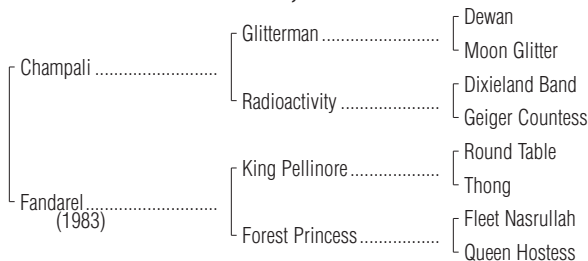 Dewan
Glitterman ..............................
Moon Glitter
Champali ...............................
Dixieland Band
Radioactivity .........................
Geiger Countess
Round Table
King Pellinore ......................
Thong
Fandarel..................................
(1983)
Fleet Nasrullah
Forest Princess ....................
Queen Hostess